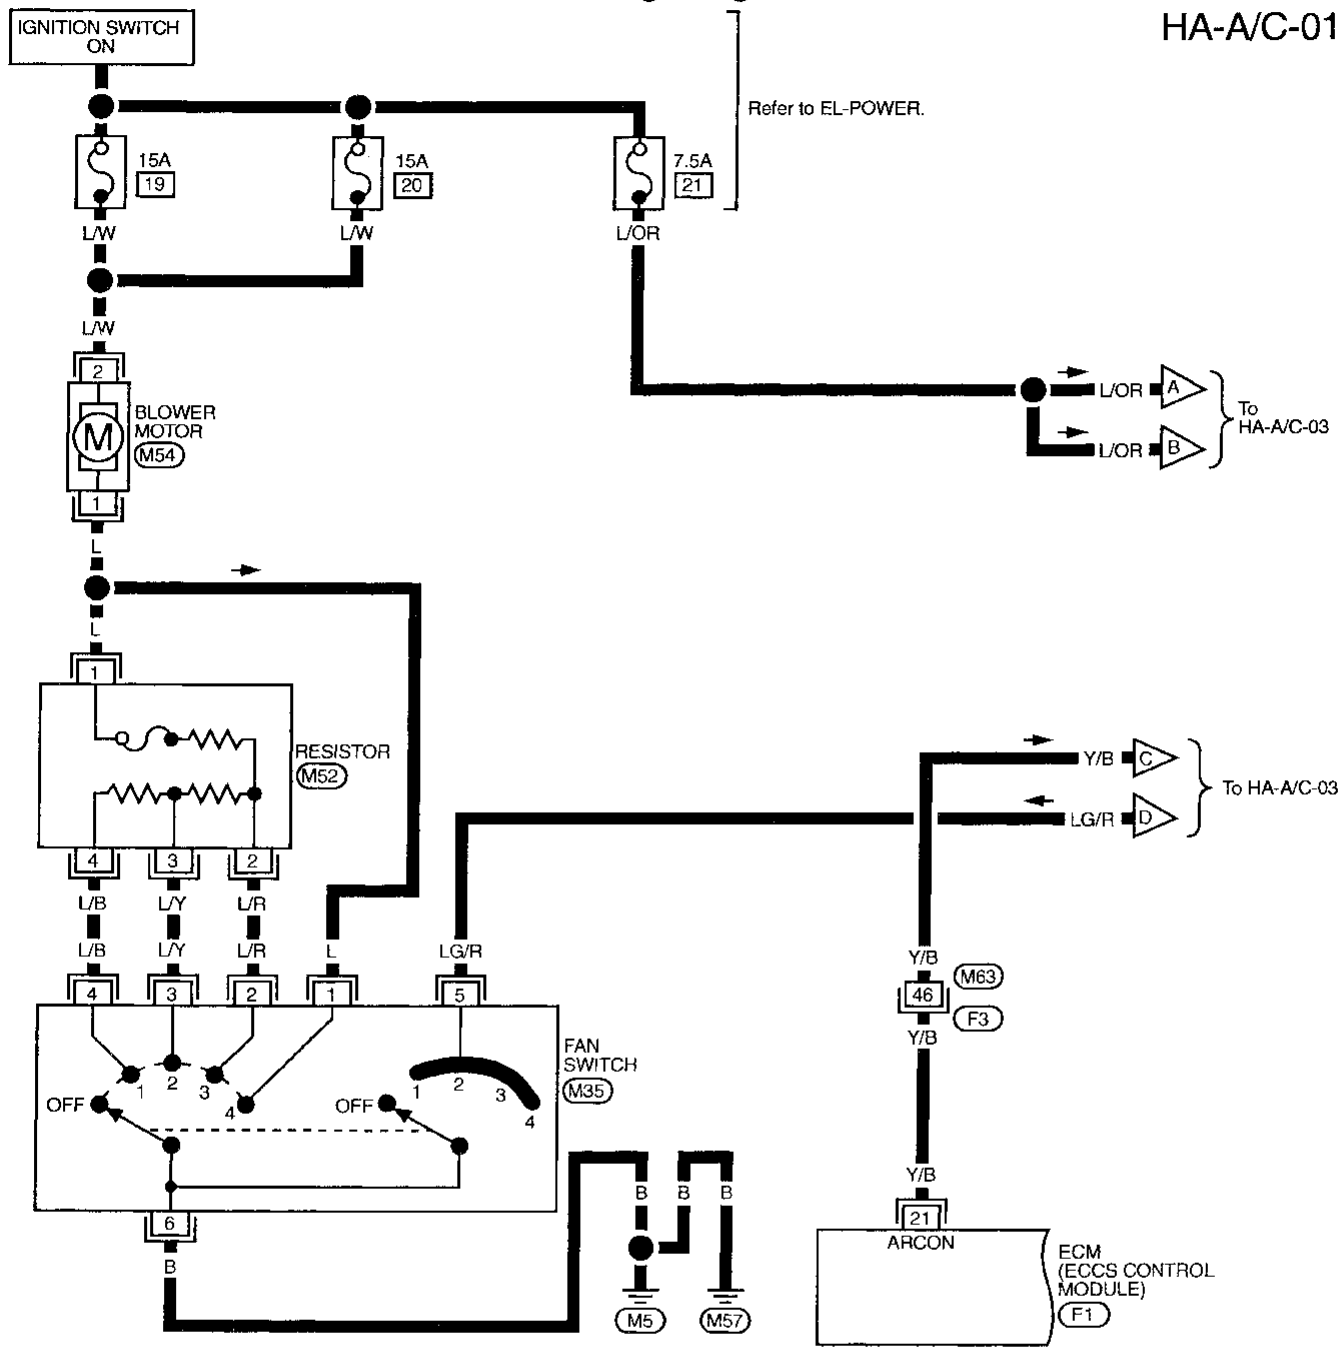 HA-A/C-01
IGNITION SWITCH
ON
Refer to EL-POWER.
15A
19
15A
20
7.5A
21
L/W
L/W
L/OR
L/W
2
BLOWER
MOTOR
M
M54
1
L/OR
A
L/OR
B
To
HA-A/C-03
L
L
1
RESISTOR
M52
Y/B
C
LG/R
D
To HA-A/C-03
4
3
2
L/B
L/Y
L/R
L/B
L/Y
L/R
L
LG/R
4
3
2
1
5
Y/B
46
M63
F3
Y/B
FAN
SWITCH
M35
OFF
1
2
3
4
OFF
1
2
3
4
6
B
B
B
B
M5
M57
Y/B
21
ARCON
ECM
(ECCS CONTROL
MODULE)
F1